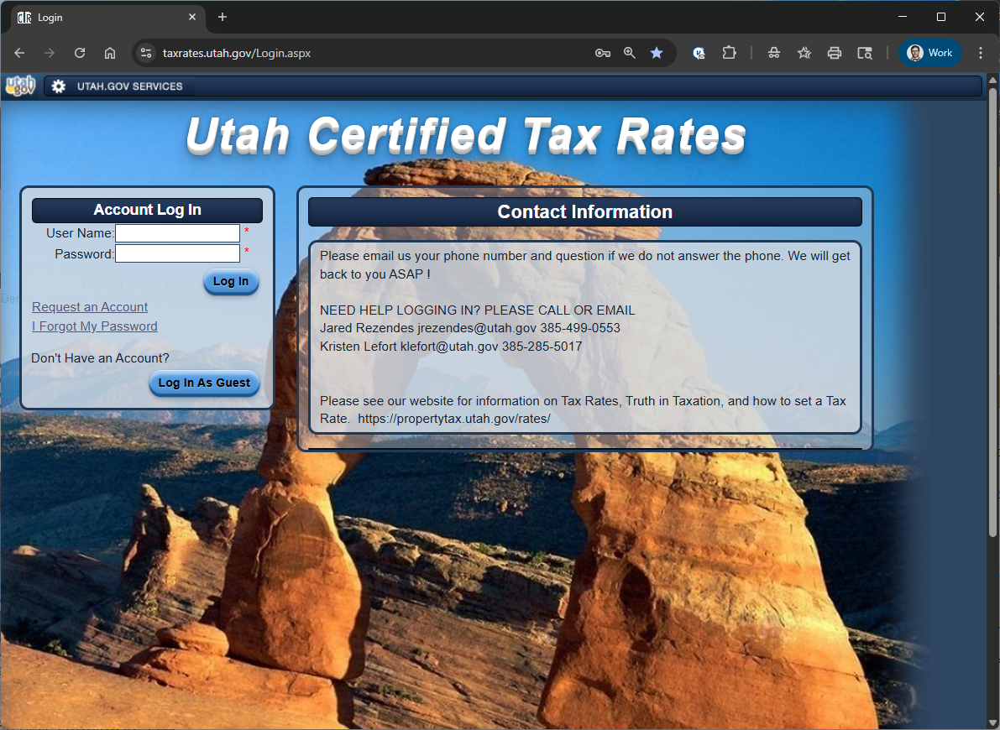 Login
taxrates.utah.gov/Login.aspx
Work
utah
gov
UTAH.GOV SERVICES
Utah Certified Tax Rates
Account Log In
User Name: *
Password: *
Log In
Request an Account
I Forgot My Password
Don't Have an Account?
Log In As Guest
Contact Information
Please email us your phone number and question if we do not answer the phone. We will get
back to you ASAP !
NEED HELP LOGGING IN? PLEASE CALL OR EMAIL
Jared Rezendes jrezendes@utah.gov 385-499-0553
Kristen Lefort klefort@utah.gov 385-285-5017
Please see our website for information on Tax Rates, Truth in Taxation, and how to set a Tax
Rate.  https://propertytax.utah.gov/rates/